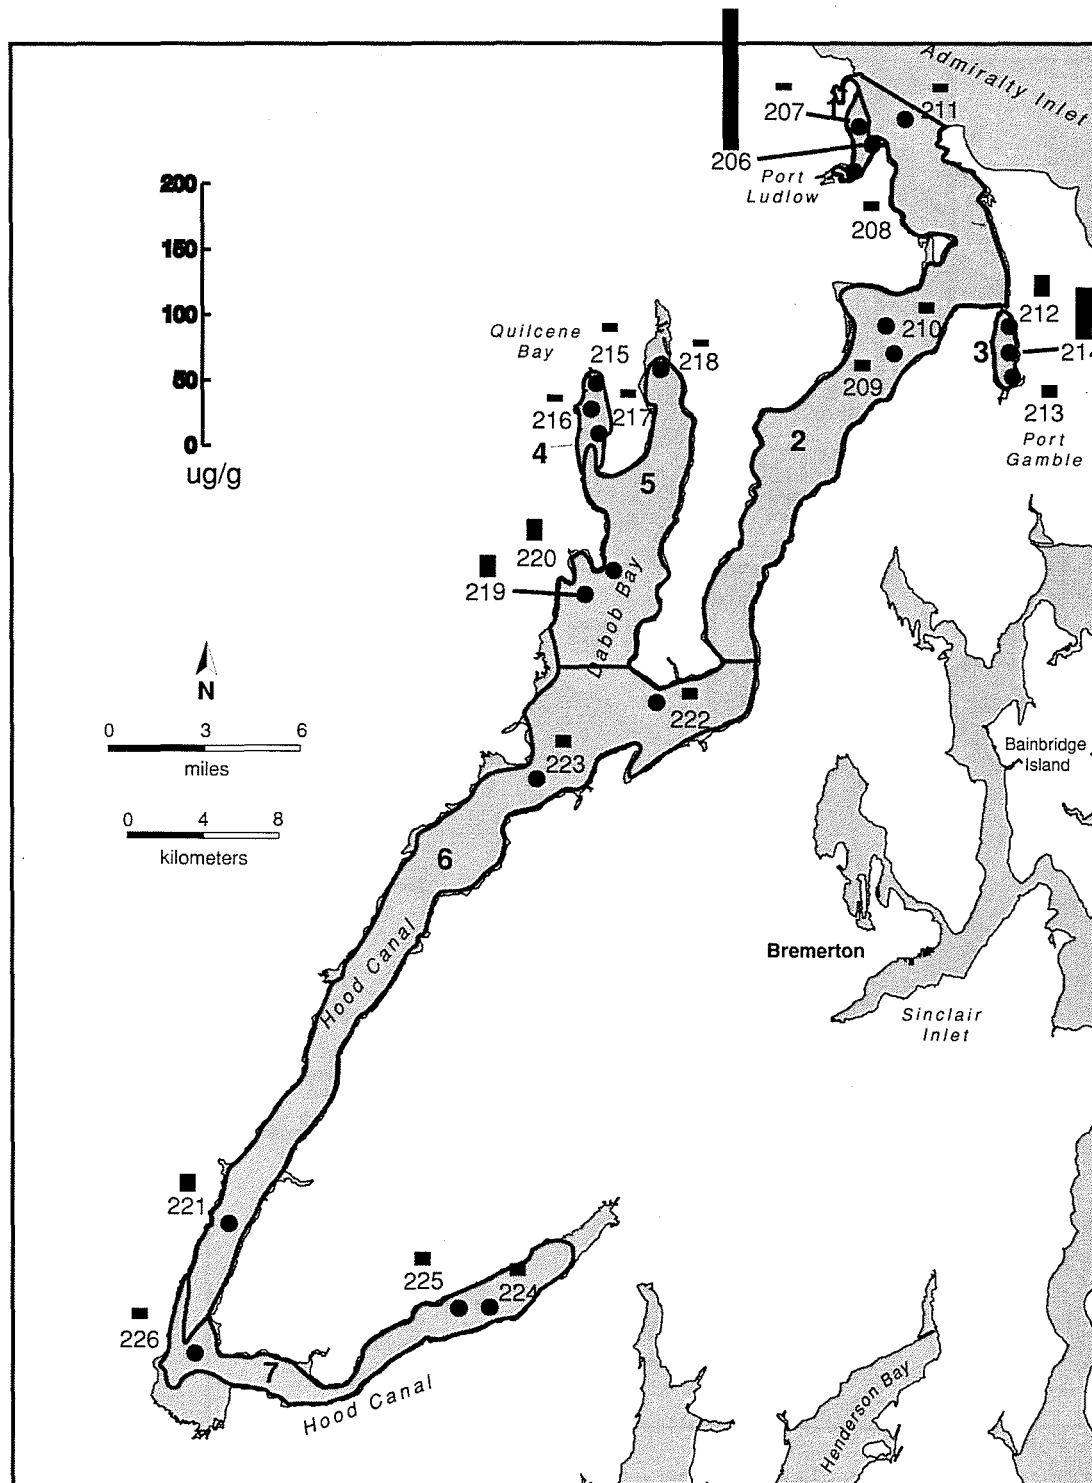 Admiralty Inlet
211
207
206
Port
Ludlow
208
200
150
100
50
0
ug/g
212
210
214
3
209
213
Port
Gamble
Quilcene
Bay
215
218
216
217
4
5
2
220
219
Dabob Bay
N
0 3 6
miles
0 4 8
kilometers
222
223
Bainbridge
Island
6
Hood Canal
Bremerton
Sinclair
Inlet
221
225
224
226
7
Hood Canal
Henderson Bay